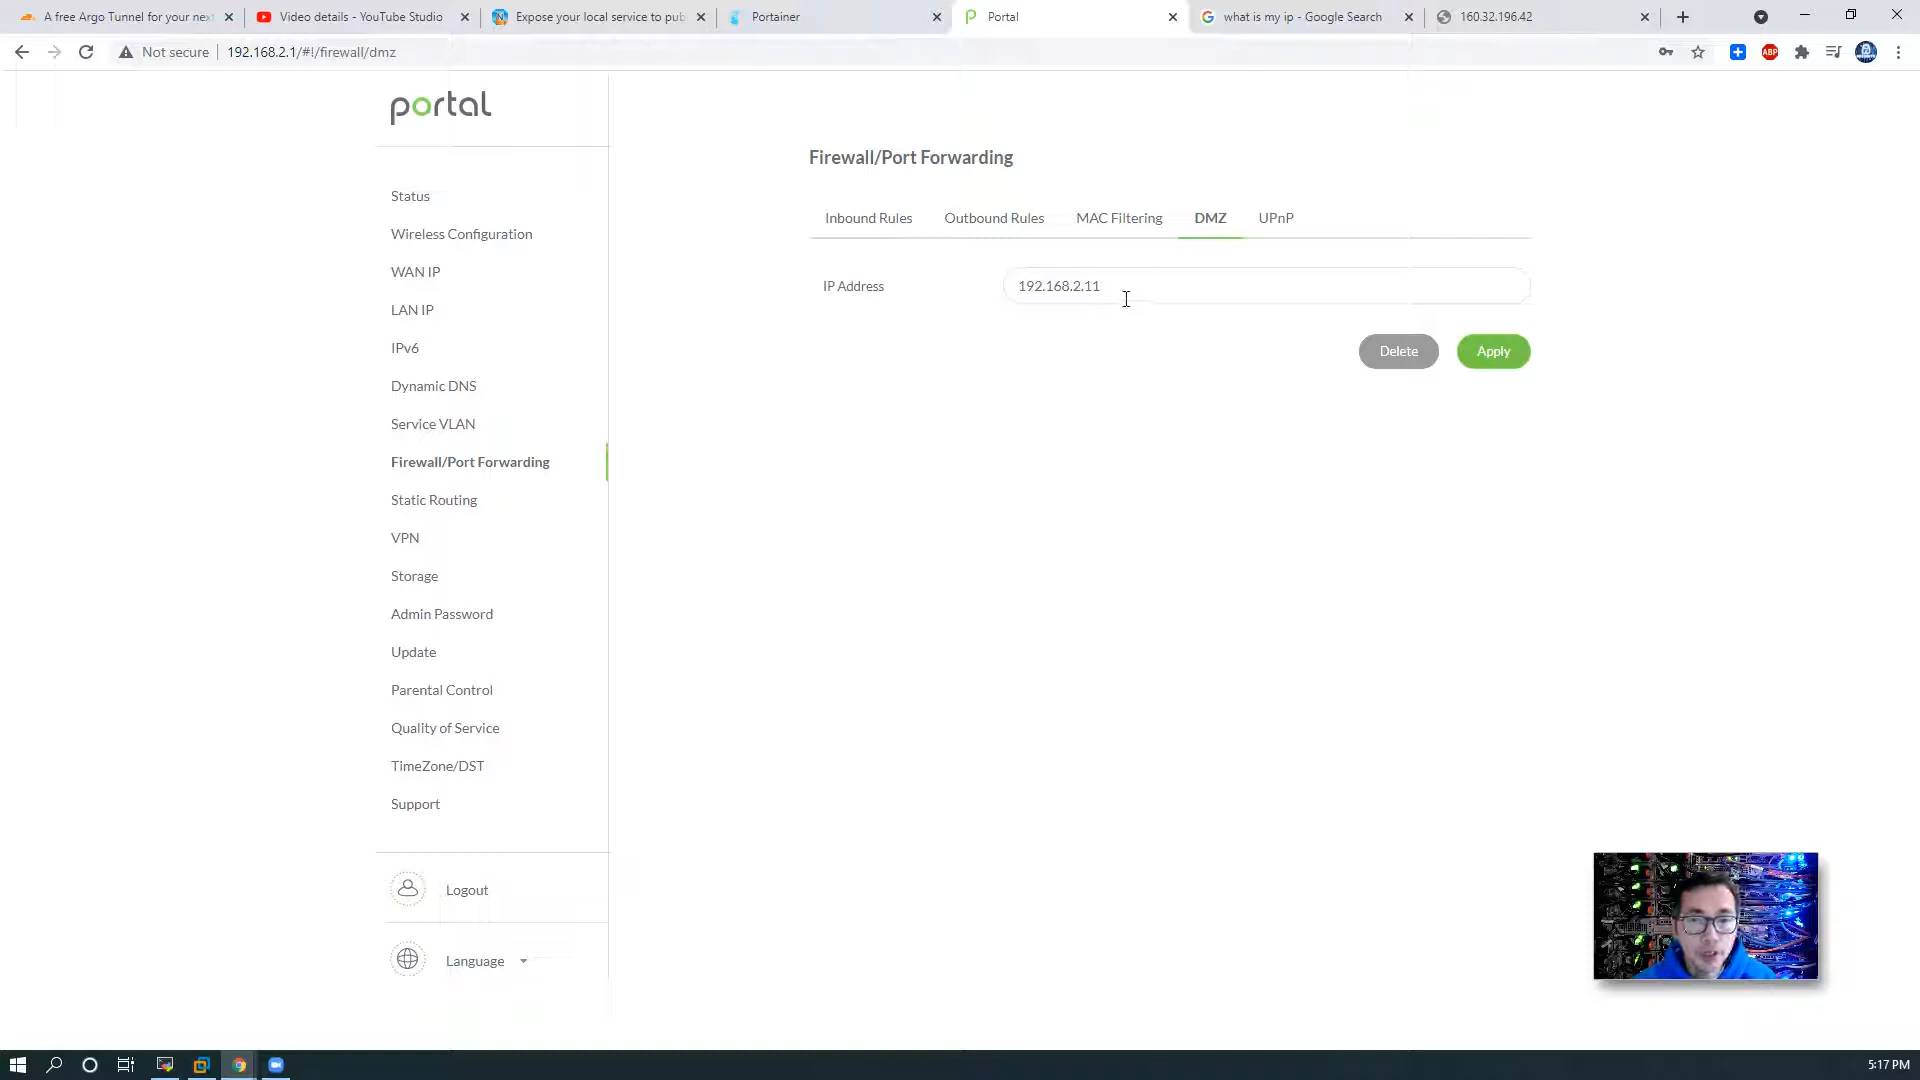 A free Argo Tunnel for your next
Video details - YouTube Studio
Expose your local service to pub
Portainer
Portal
what is my ip - Google Search
160.32.196.42
Not secure
192.168.2.1/#!/firewall/dmz
ABP
portal
Status
Wireless Configuration
WAN IP
LAN IP
IPv6
Dynamic DNS
Service VLAN
Firewall/Port Forwarding
Static Routing
VPN
Storage
Admin Password
Update
Parental Control
Quality of Service
TimeZone/DST
Support
Logout
Language
Firewall/Port Forwarding
Inbound Rules
Outbound Rules
MAC Filtering
DMZ
UPnP
IP Address
192.168.2.11
Delete
Apply
5:17 PM